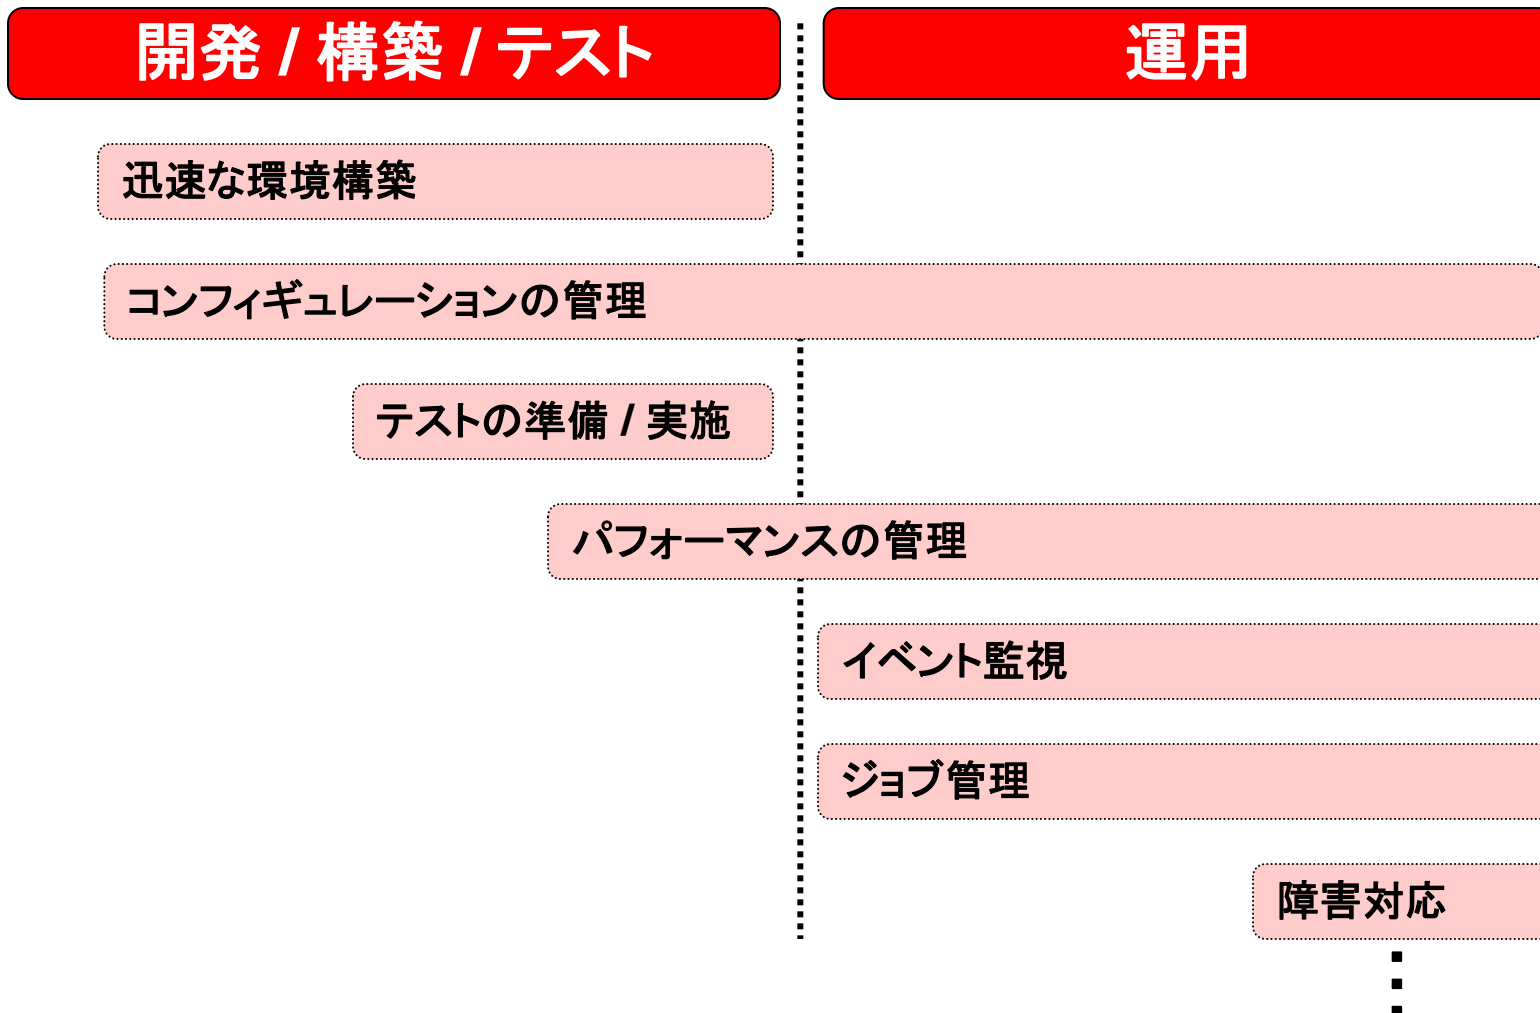 開発 / 構築 / テスト
運用
迅速な環境構築
コンフィギュレーションの管理
テストの準備 / 実施
パフォーマンスの管理
イベント監視
ジョブ管理
障害対応